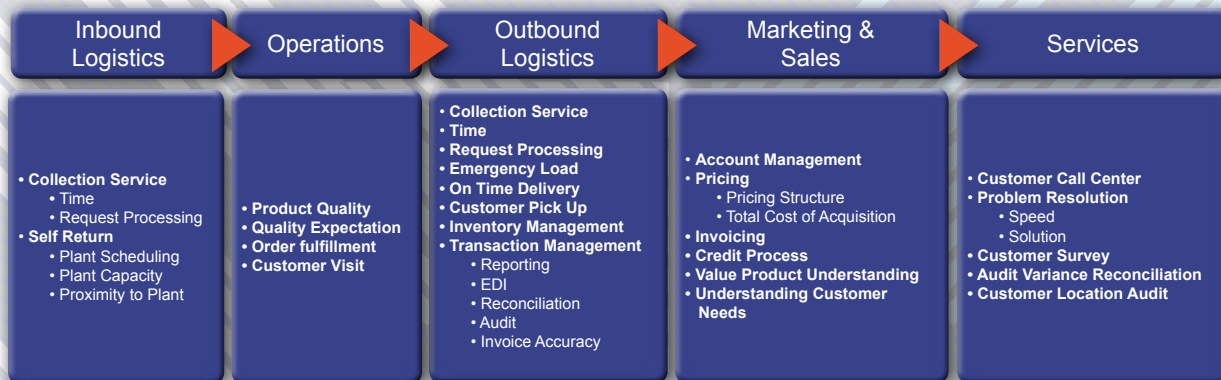 Inbound
Logistics
Operations
Outbound
Logistics
Marketing &
Sales
Services
• Collection Service
• Time
• Request Processing
• Self Return
• Plant Scheduling
• Plant Capacity
• Proximity to Plant
• Product Quality
• Quality Expectation
• Order fulfillment
• Customer Visit
• Collection Service
• Time
• Request Processing
• Emergency Load
• On Time Delivery
• Customer Pick Up
• Inventory Management
• Transaction Management
• Reporting
• EDI
• Reconciliation
• Audit
• Invoice Accuracy
• Account Management
• Pricing
• Pricing Structure
• Total Cost of Acquisition
• Invoicing
• Credit Process
• Value Product Understanding
• Understanding Customer
Needs
• Customer Call Center
• Problem Resolution
• Speed
• Solution
• Customer Survey
• Audit Variance Reconciliation
• Customer Location Audit